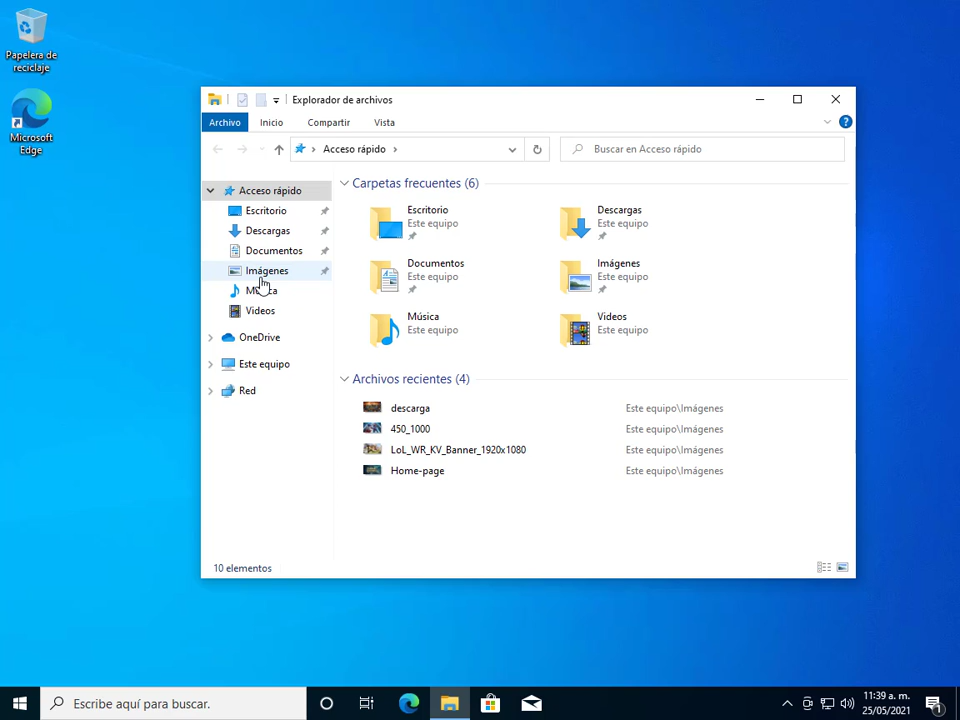 Papelera de
reciclaje
Microsoft
Edge
Explorador de archivos
Archivo Inicio Compartir Vista
Acceso rápido
Buscar en Acceso rápido
Acceso rápido
Escritorio
Descargas
Documentos
Imágenes
Videos
OneDrive
Este equipo
Red
Carpetas frecuentes (6)
Escritorio
Este equipo
Descargas
Este equipo
Documentos
Este equipo
Imágenes
Este equipo
Música
Este equipo
Videos
Este equipo
Archivos recientes (4)
descarga Este equipo\Imágenes
450_1000 Este equipo\Imágenes
LoL_WR_KV_Banner_1920x1080 Este equipo\Imágenes
Home-page Este equipo\Imágenes
10 elementos
Escribe aquí para buscar.
11:39 a. m.
25/05/2021
1